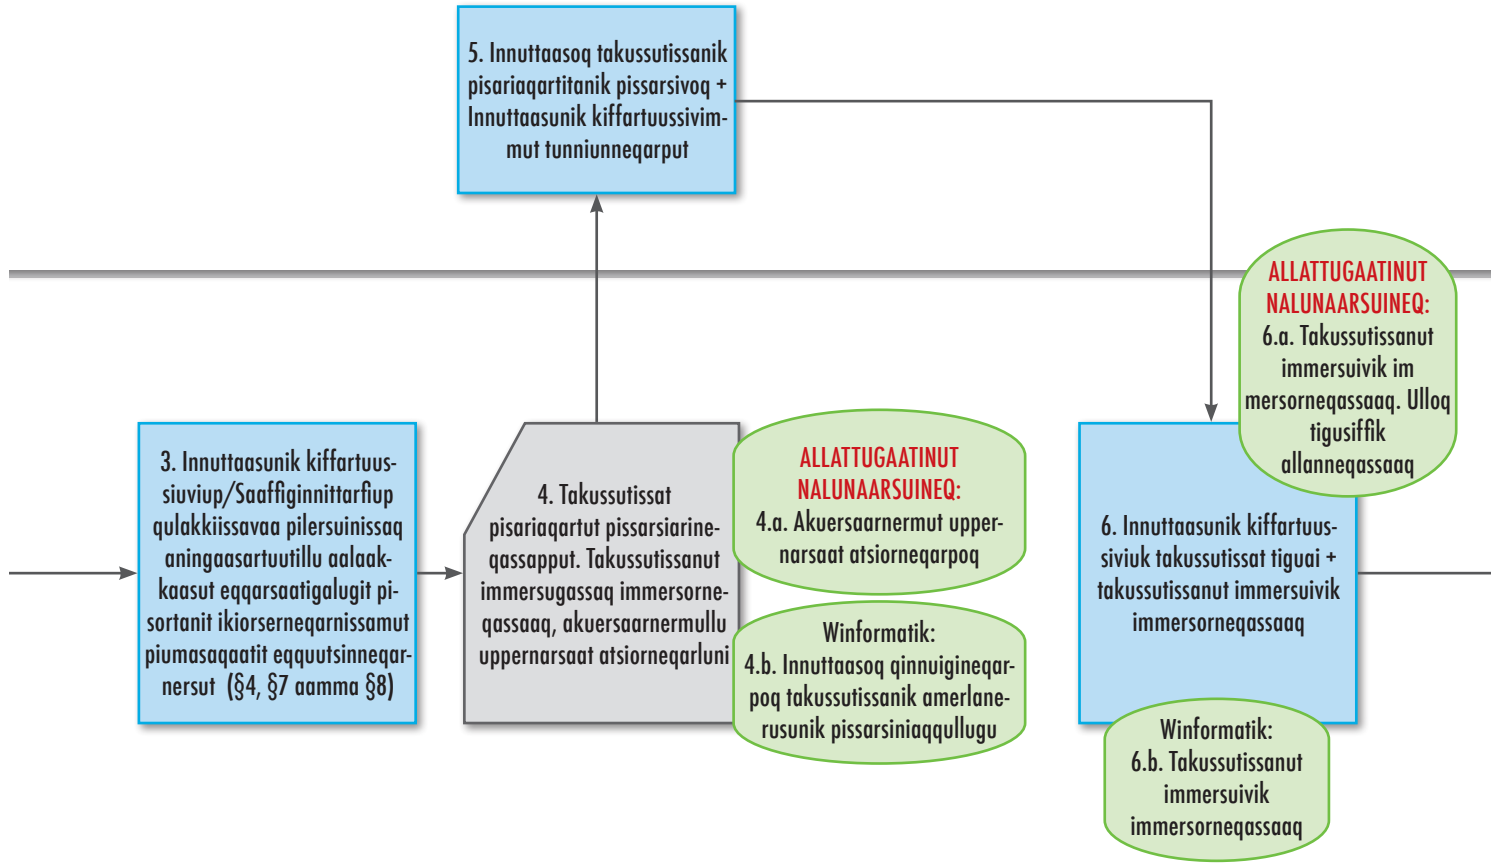 5. Innuttaasoq takussutissanik
pisariaqartitanik pissarsivoq +
Innuttaasunik kiffartuussivim-
mut tunniunneqarput
3. Innuttaasunik kiffartuus-
siuviup/Saaffiginnittarfiup
qulakkiissavaa pilersuinissaq
aningaasartuutillu aalaak-
kaasut eqqarsaatigalugit pi-
sortanit ikiorserneqarnissamut
piumasaqaatit eqquutsinneqar-
nersut (§4, §7 aamma §8)
4. Takussutissat
pisariaqartut pissarsiarine-
qassapput. Takussutissanut
immersugassaq immersorne-
qassaaq, akuersaarnermullu
uppernarsaat atsiorneqarluni
ALLATTUGAATINUT
NALUNAARSUINEQ:
4.a. Akuersaarnermut upper-
narsaat atsiorneqarpoq
Winformatik:
4.b. Innuttaasoq qinnuigineqar-
poq takussutissanik amerlane-
rusunik pissarsiniaqqullugu
ALLATTUGAATINUT
NALUNAARSUINEQ:
6.a. Takussutissanut
immersuivik im
mersorneqassaaq. Ulloq
tigusiffik
allanneqassaaq
6. Innuttaasunik kiffartuus-
siviuk takussutissat tiguai +
takussutissanut immersuivik
immersorneqassaaq
Winformatik:
6.b. Takussutissanut
immersuivik
immersorneqassaaq